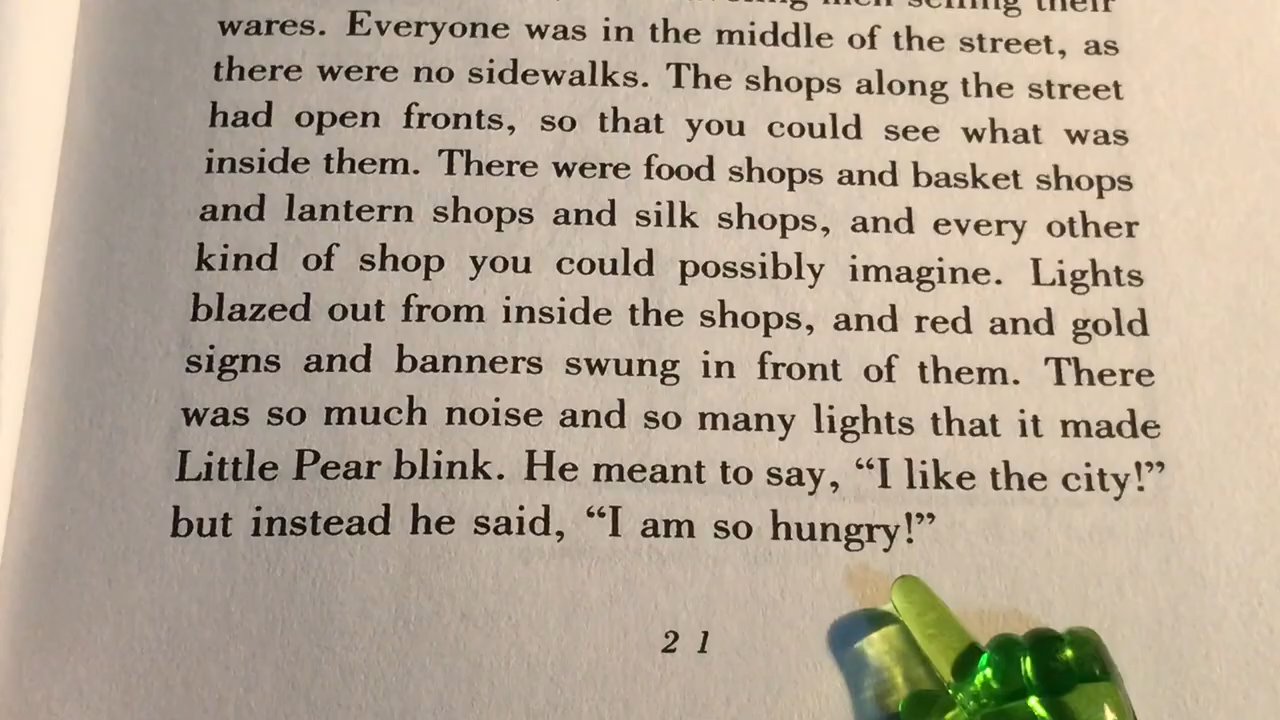 selling their
wares. Everyone was in the middle of the street, as
there were no sidewalks. The shops along the street
had open fronts, so that you could see what was
inside them. There were food shops and basket shops
and lantern shops and silk shops, and every other
kind of shop you could possibly imagine. Lights
blazed out from inside the shops, and red and gold
signs and banners swung in front of them. There
was so much noise and so many lights that it made
Little Pear blink. He meant to say, “I like the city!”
but instead he said, “I am so hungry!”
2 1